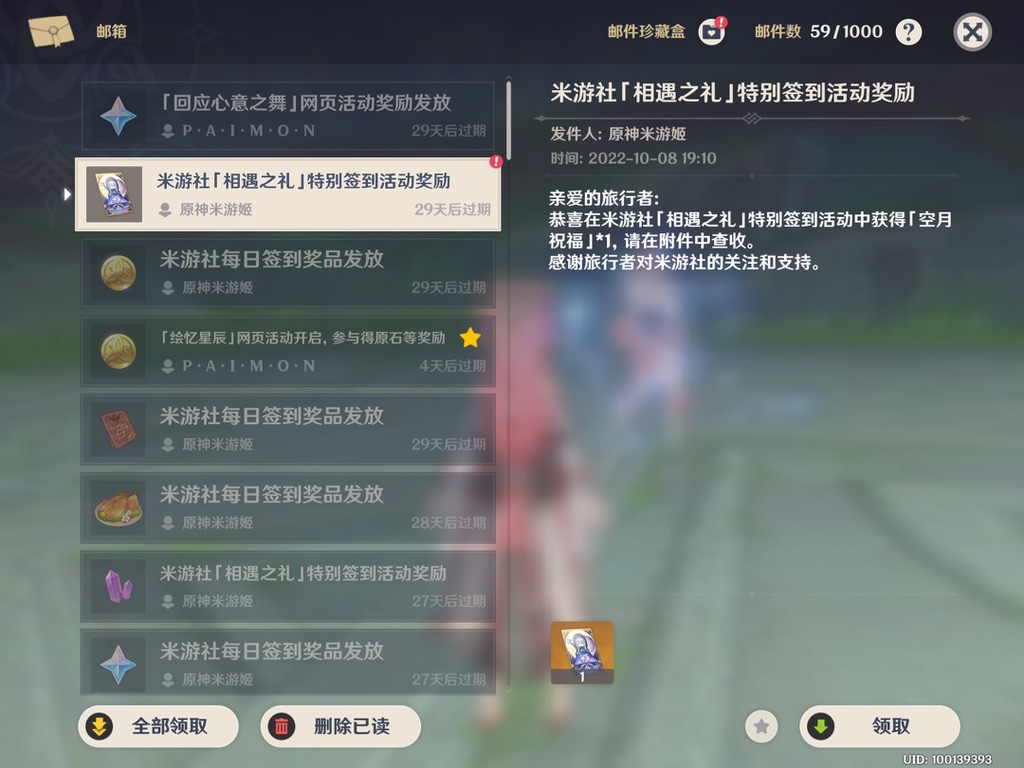 邮箱
邮件珍藏盒
邮件数 59/1000
「回应心意之舞」网页活动奖励发放
P·A·I·M·O·N
29天后过期
米游社「相遇之礼」特别签到活动奖励
原神米游姬
29天后过期
米游社每日签到奖品发放
原神米游姬
29天后过期
「绘忆星辰」网页活动开启，参与得原石等奖励
P·A·I·M·O·N
4天后过期
米游社每日签到奖品发放
原神米游姬
29天后过期
米游社每日签到奖品发放
原神米游姬
28天后过期
米游社「相遇之礼」特别签到活动奖励
原神米游姬
27天后过期
米游社每日签到奖品发放
原神米游姬
27天后过期
全部领取
删除已读
米游社「相遇之礼」特别签到活动奖励
发件人: 原神米游姬
时间: 2022-10-08 19:10
亲爱的旅行者:
恭喜在米游社「相遇之礼」特别签到活动中获得「空月
祝福」*1, 请在附件中查收。
感谢旅行者对米游社的关注和支持。
1
领取
UID: 100139393